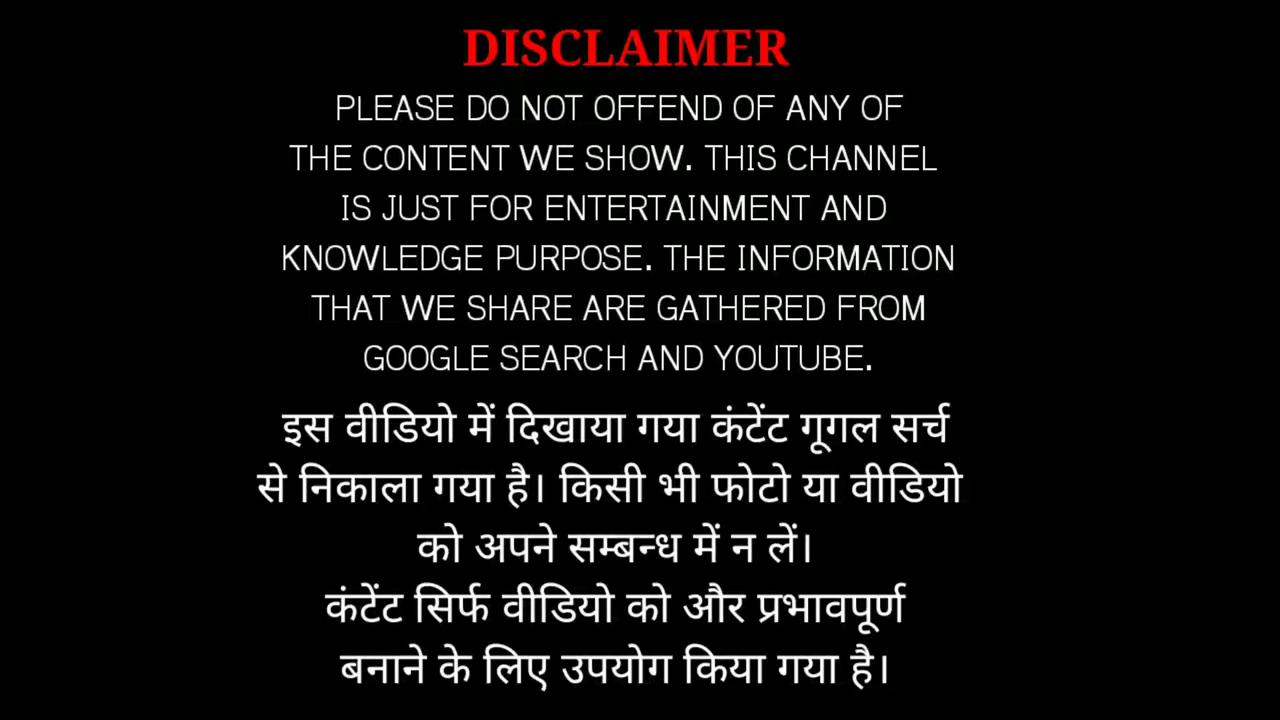 DISCLAIMER
PLEASE DO NOT OFFEND OF ANY OF
THE CONTENT WE SHOW. THIS CHANNEL
IS JUST FOR ENTERTAINMENT AND
KNOWLEDGE PURPOSE. THE INFORMATION
THAT WE SHARE ARE GATHERED FROM
GOOGLE SEARCH AND YOUTUBE.
इस वीडियो में दिखाया गया कंटेंट गूगल सर्च
से निकाला गया है। किसी भी फोटो या वीडियो
को अपने सम्बन्ध में न लें।
कंटेंट सिर्फ वीडियो को और प्रभावपूर्ण
बनाने के लिए उपयोग किया गया है।